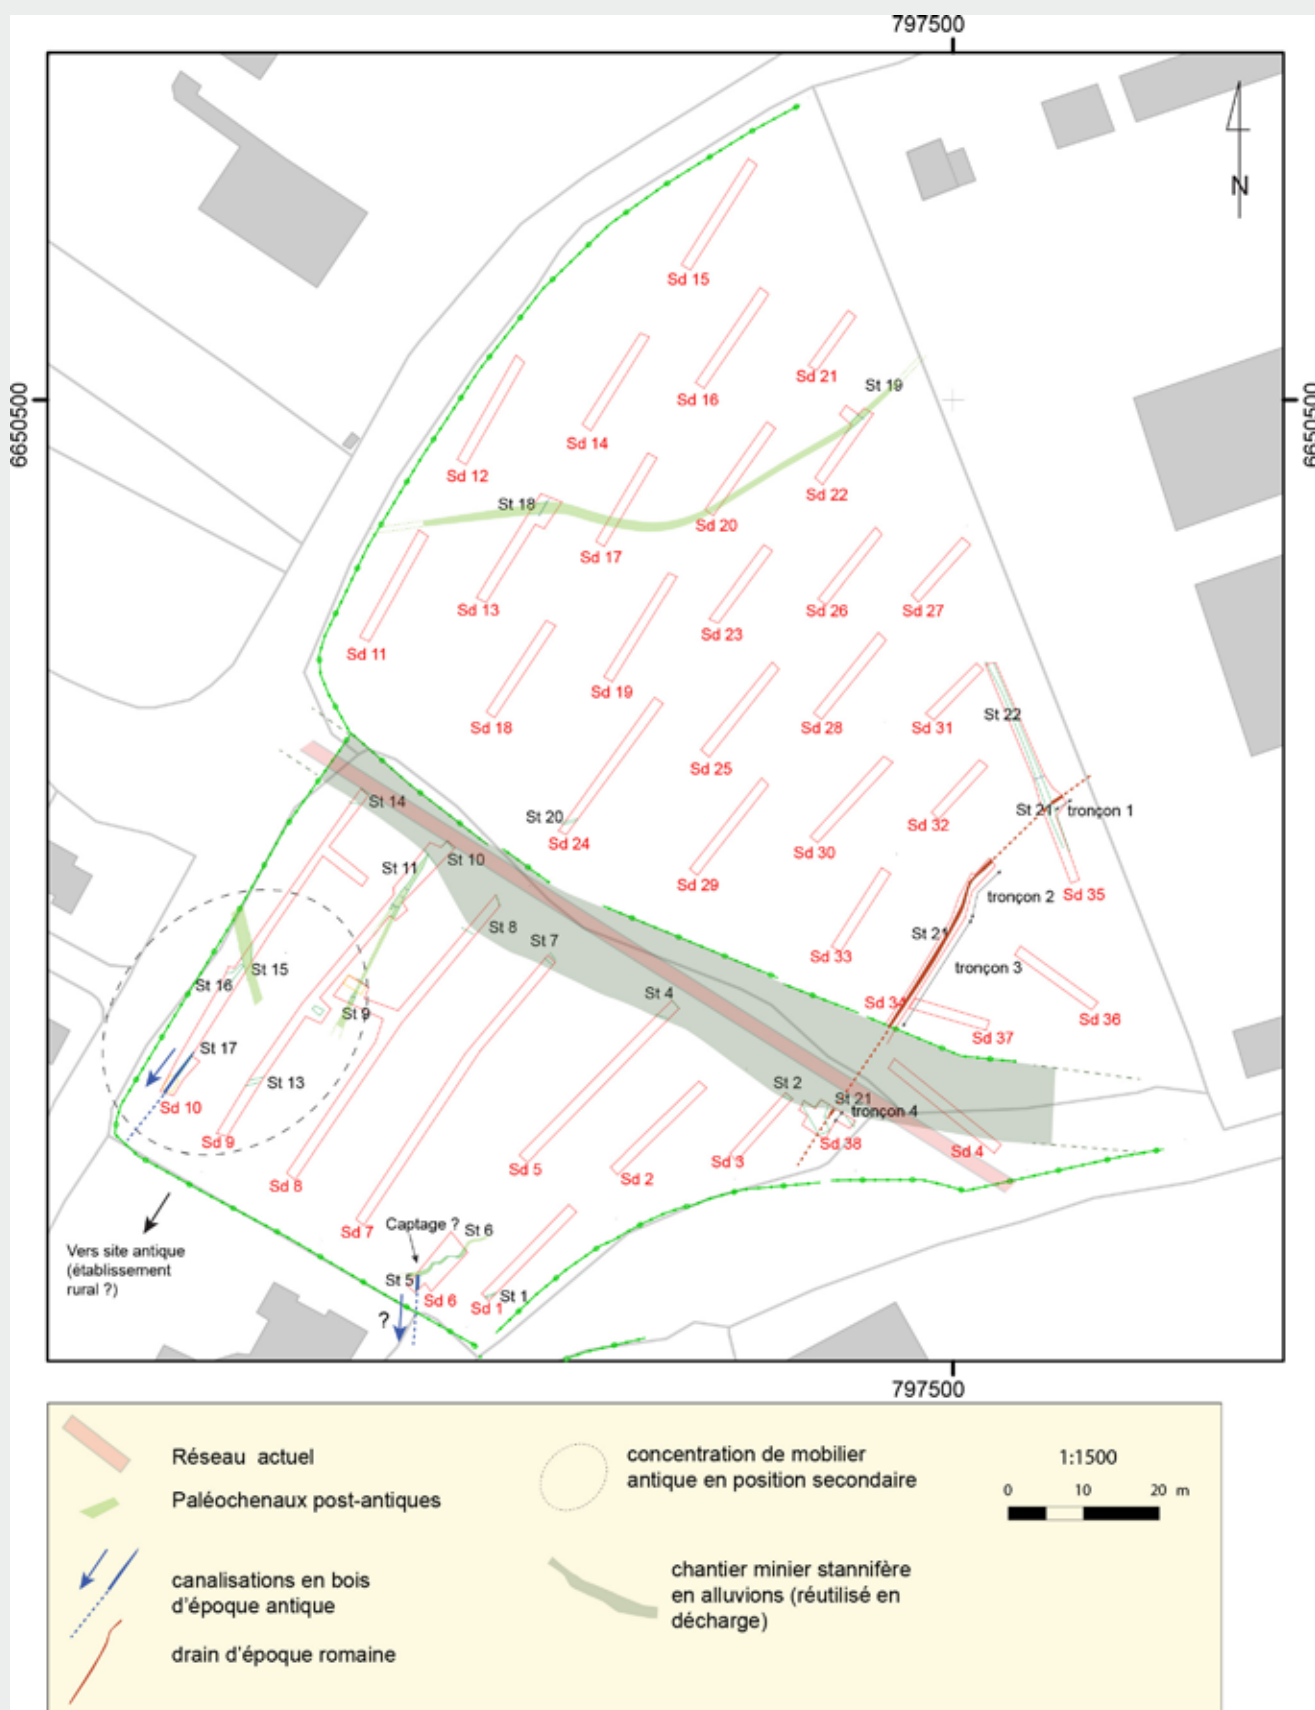 797500
6650500
6650500
N
Sd 15
Sd 16
Sd 21
St 19
Sd 14
Sd 12
Sd 22
St 18
Sd 20
Sd 17
Sd 13
Sd 26
Sd 27
Sd 23
Sd 11
Sd 19
Sd 18
Sd 28
Sd 31
St 22
Sd 25
St 14
St 20
Sd 24
Sd 30
Sd 32
St 21
tronçon 1
St 10
St 11
Sd 29
Sd 35
tronçon 2
St 8
St 7
St 21
Sd 33
tronçon 3
St 15
St 16
St 4
Sd 34
St 9
Sd 37
Sd 36
St 17
St 13
St 2
St 21
tronçon 4
Sd 10
Sd 9
Sd 38
Sd 4
Sd 3
Sd 5
Sd 2
Sd 8
Sd 7
Captage ?
St 6
Vers site antique
(établissement
rural ?)
St 5
Sd 6
Sd 1
St 1
?
797500
Réseau actuel
Paléochenaux post-antiques
canalisations en bois
d'époque antique
drain d'époque romaine
concentration de mobilier
antique en position secondaire
chantier minier stannifère
en alluvions (réutilisé en
décharge)
1:1500
0 10 20 m